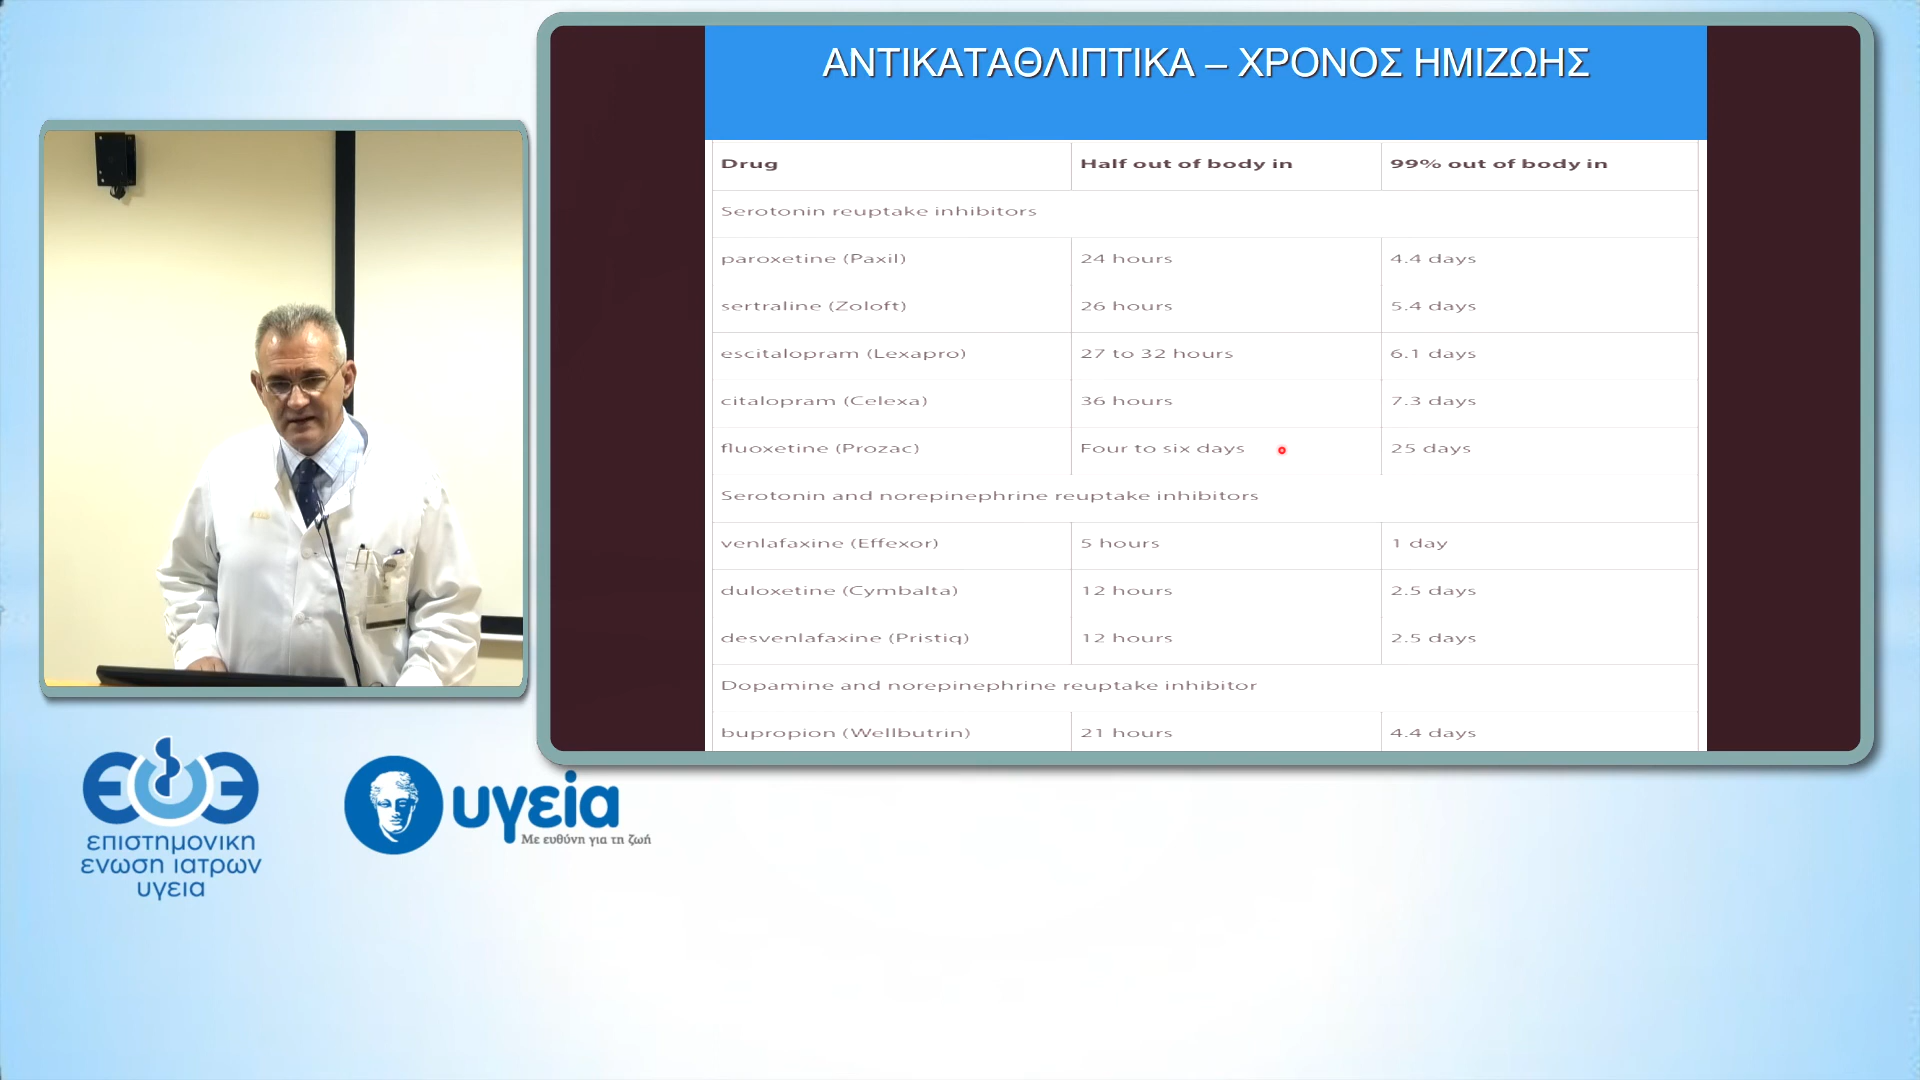 ΑΝΤΙΚΑΤΑΘΛΙΠΤΙΚΑ – ΧΡΟΝΟΣ ΗΜΙΖΩΗΣ
Drug Half out of body in 99% out of body in
Serotonin reuptake inhibitors
paroxetine (Paxil) 24 hours 4.4 days
sertraline (Zoloft) 26 hours 5.4 days
escitalopram (Lexapro) 27 to 32 hours 6.1 days
citalopram (Celexa) 36 hours 7.3 days
fluoxetine (Prozac) Four to six days 25 days
Serotonin and norepinephrine reuptake inhibitors
venlafaxine (Effexor) 5 hours 1 day
duloxetine (Cymbalta) 12 hours 2.5 days
desvenlafaxine (Pristiq) 12 hours 2.5 days
Dopamine and norepinephrine reuptake inhibitor
bupropion (Wellbutrin) 21 hours 4.4 days
επιστημονικη
ενωση ιατρων
υγεια
υγεία
Με ευθύνη για τη ζωή